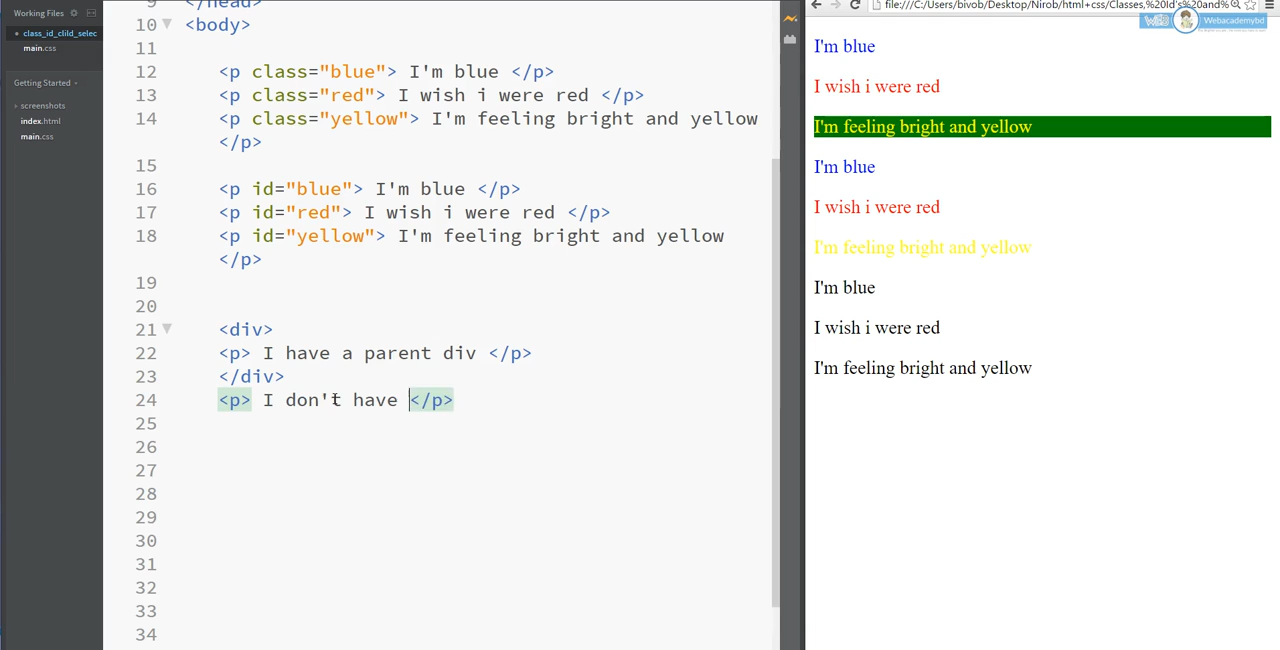 Working Files
class_id_clild_selec
main.css
Getting Started
screenshots
index.html
main.css
9 </head>
10 <body>
11
12 <p class="blue"> I'm blue </p>
13 <p class="red"> I wish i were red </p>
14 <p class="yellow"> I'm feeling bright and yellow
</p>
15
16 <p id="blue"> I'm blue </p>
17 <p id="red"> I wish i were red </p>
18 <p id="yellow"> I'm feeling bright and yellow
</p>
19
20
21 <div>
22 <p> I have a parent div </p>
23 </div>
24 <p> I don't have </p>
25
26
27
28
29
30
31
32
33
34
file:///C:/Users/bivob/Desktop/Nirob/html+css/Classes,%20Id's%20and%
Webacademybd
I'm blue
I wish i were red
I'm feeling bright and yellow
I'm blue
I wish i were red
I'm feeling bright and yellow
I'm blue
I wish i were red
I'm feeling bright and yellow